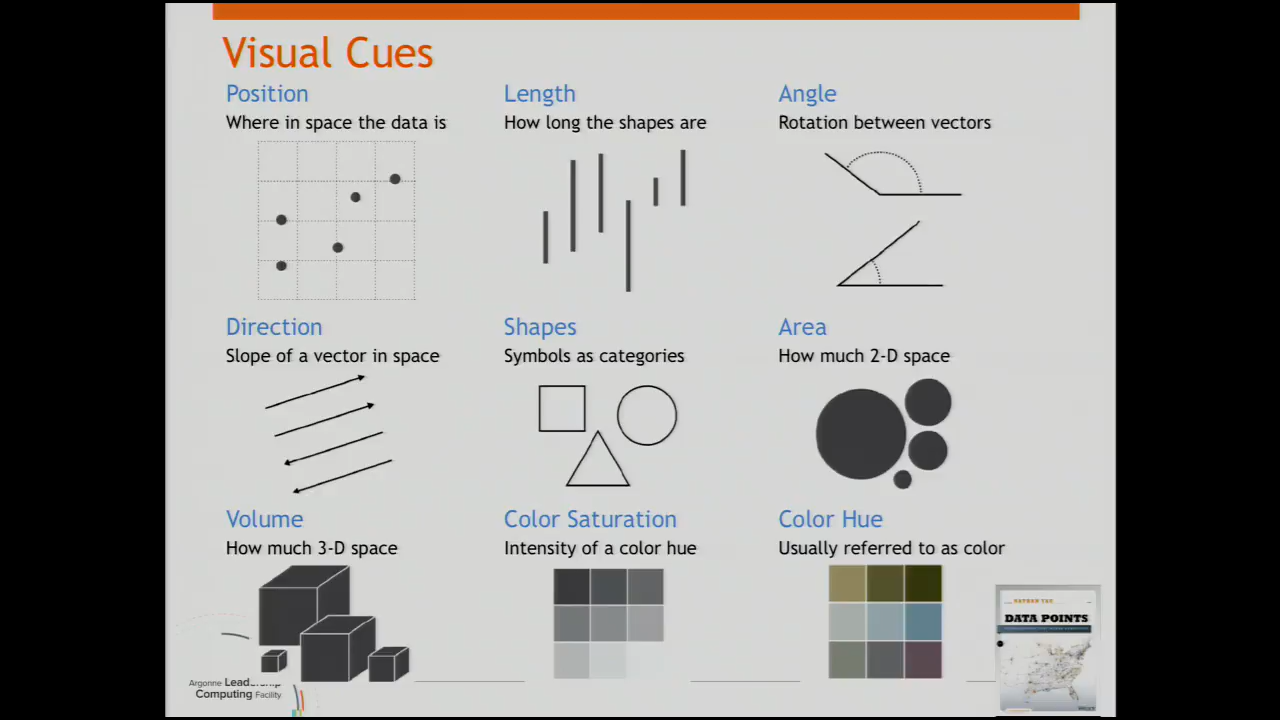 Visual Cues
Position
Where in space the data is
Length
How long the shapes are
Angle
Rotation between vectors
Direction
Slope of a vector in space
Shapes
Symbols as categories
Area
How much 2-D space
Volume
How much 3-D space
Color Saturation
Intensity of a color hue
Color Hue
Usually referred to as color
Argonne Leadership
Computing Facility
NATHAN YAU
DATA POINTS
WILEY